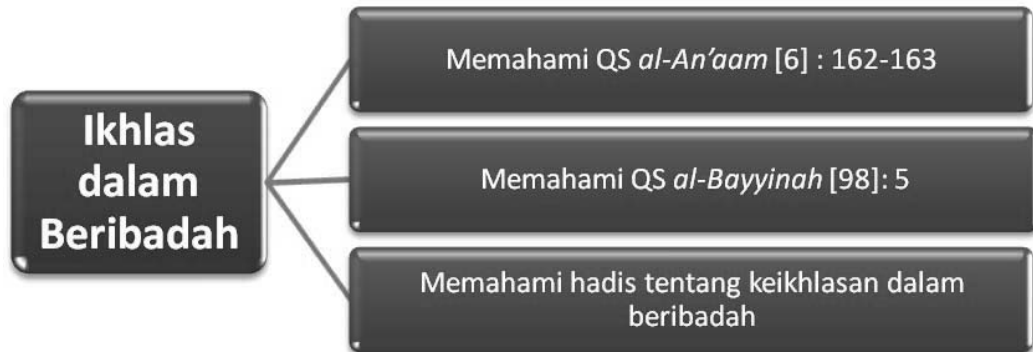 Ikhlas
dalam
Beribadah
Memahami QS al-An’aam [6] : 162-163
Memahami QS al-Bayyinah [98]: 5
Memahami hadis tentang keikhlasan dalam
beribadah